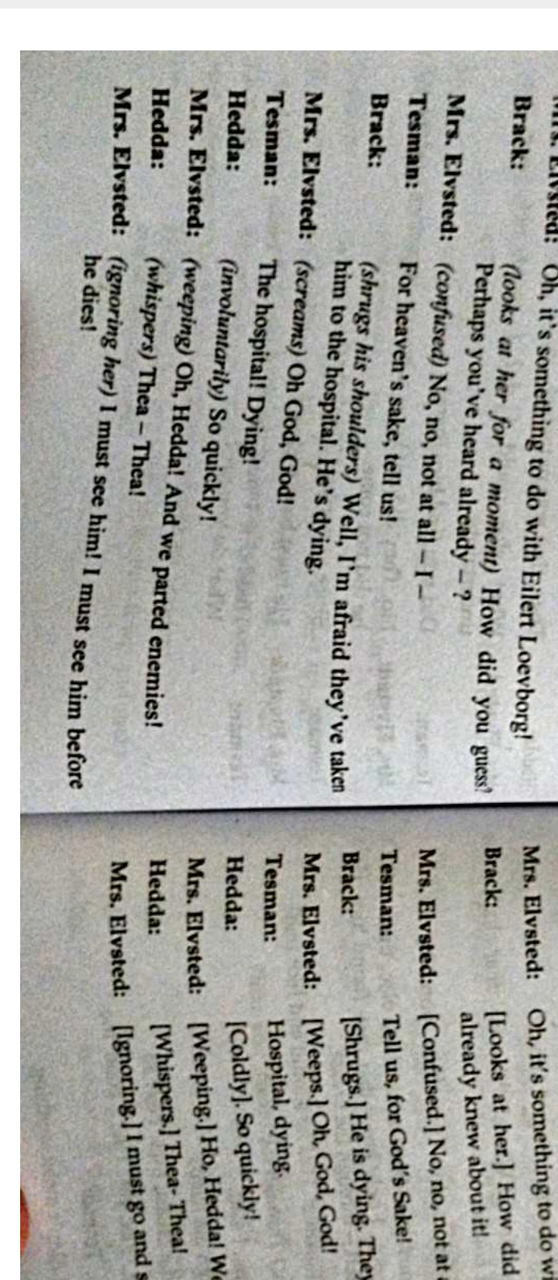 Mrs. Elvsted: Oh, it's something to do with Eilert Loevborg!
Brack: (looks at her for a moment) How did you guess?
Perhaps you've heard already – ?
Mrs. Elvsted: (confused) No, no, not at all – I –
Tesman: For heaven's sake, tell us!
Brack: (shrugs his shoulders) Well, I'm afraid they've taken
him to the hospital. He's dying.
Mrs. Elvsted: (screams) Oh God, God!
Tesman: The hospital! Dying!
Hedda: (involuntarily) So quickly!
Mrs. Elvsted: (weeping) Oh, Hedda! And we parted enemies!
Hedda: (whispers) Thea – Thea!
Mrs. Elvsted: (ignoring her) I must see him! I must see him before
he dies!
Mrs. Elvsted: Oh, it's something to do
Brack: [Looks at her.] How did
already knew about it!
Mrs. Elvsted: [Confused.] No, no, not at
Tesman: Tell us, for God's Sake!
Brack: [Shrugs.] He is dying. They
Mrs. Elvsted: [Weeps.] Oh, God, God!
Tesman: Hospital, dying.
Hedda: [Coldly]. So quickly!
Mrs. Elvsted: [Weeping.] Ho, Hedda!
Hedda: [Whispers.] Thea- Thea!
Mrs. Elvsted: [Ignoring.] I must go and